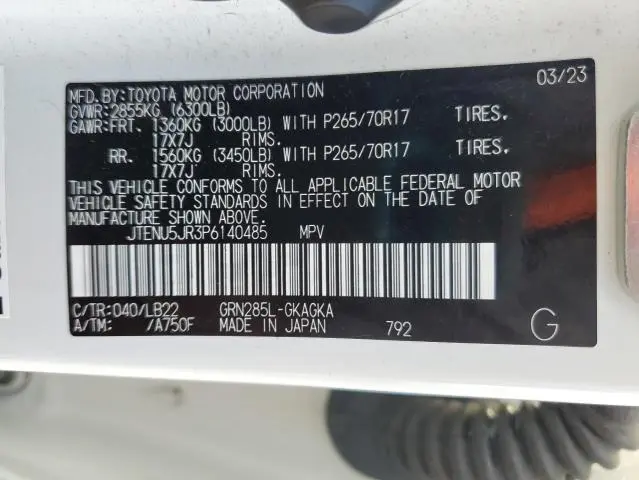 MFD.BY:TOYOTA MOTOR CORPORATION 03/23
GVWR:2855KG (6300LB)
GAWR:FRT. 1360KG (3000LB) WITH P265/70R17 TIRES.
17X7J RIMS.
RR. 1560KG (3450LB) WITH P265/70R17 TIRES.
17X7J RIMS.
THIS VEHICLE CONFORMS TO ALL APPLICABLE FEDERAL MOTOR
VEHICLE SAFETY STANDARDS IN EFFECT ON THE DATE OF
MANUFACTURE SHOWN ABOVE.
JTENU5JR3P6140485 MPV
C/TR:040/LB22 GRN285L-GKAGKA
A/TM: /A750F MADE IN JAPAN 792
G